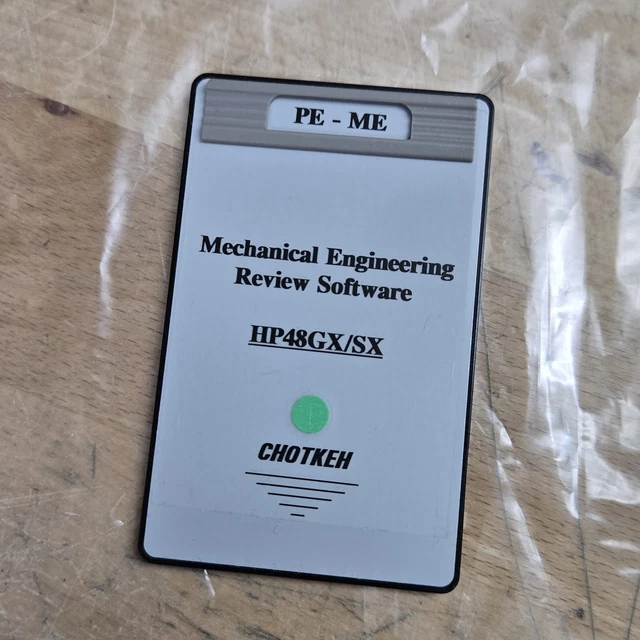 PE - ME
Mechanical Engineering
Review Software
HP48GX/SX
CHOTKEH